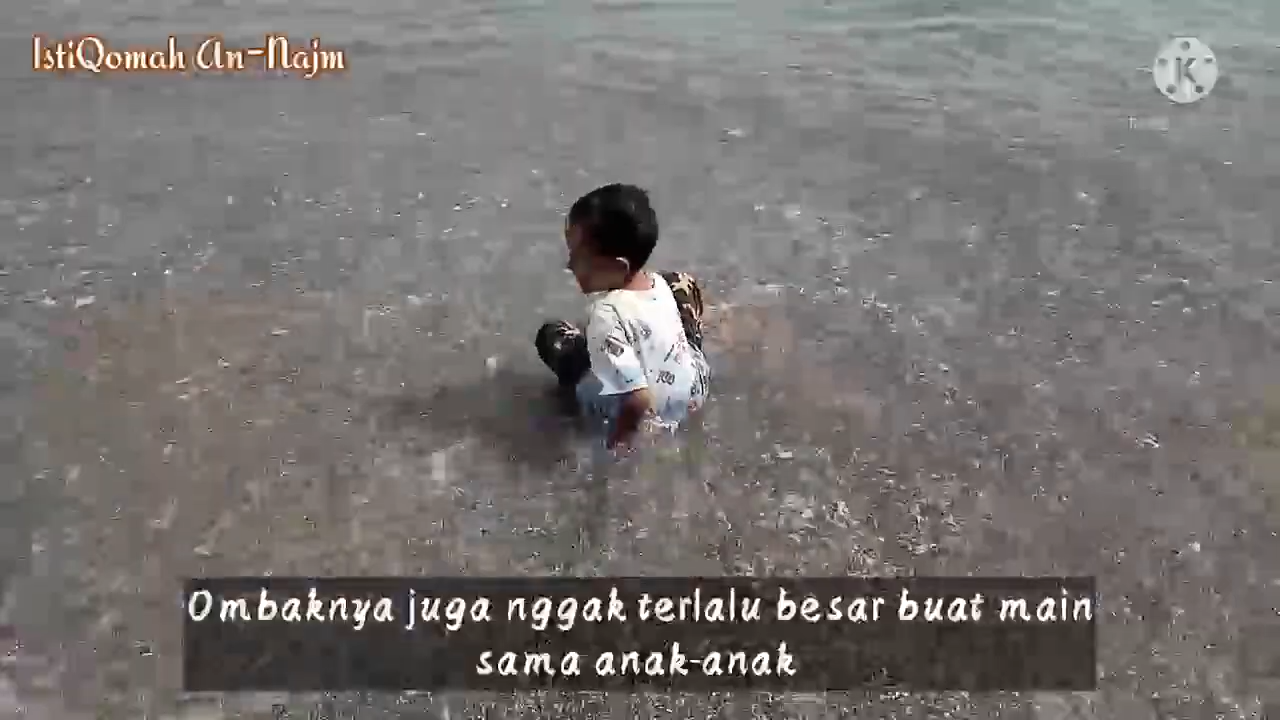 IstiQomah An-Najm
K
Ombaknya juga nggak terlalu besar buat main
sama anak-anak